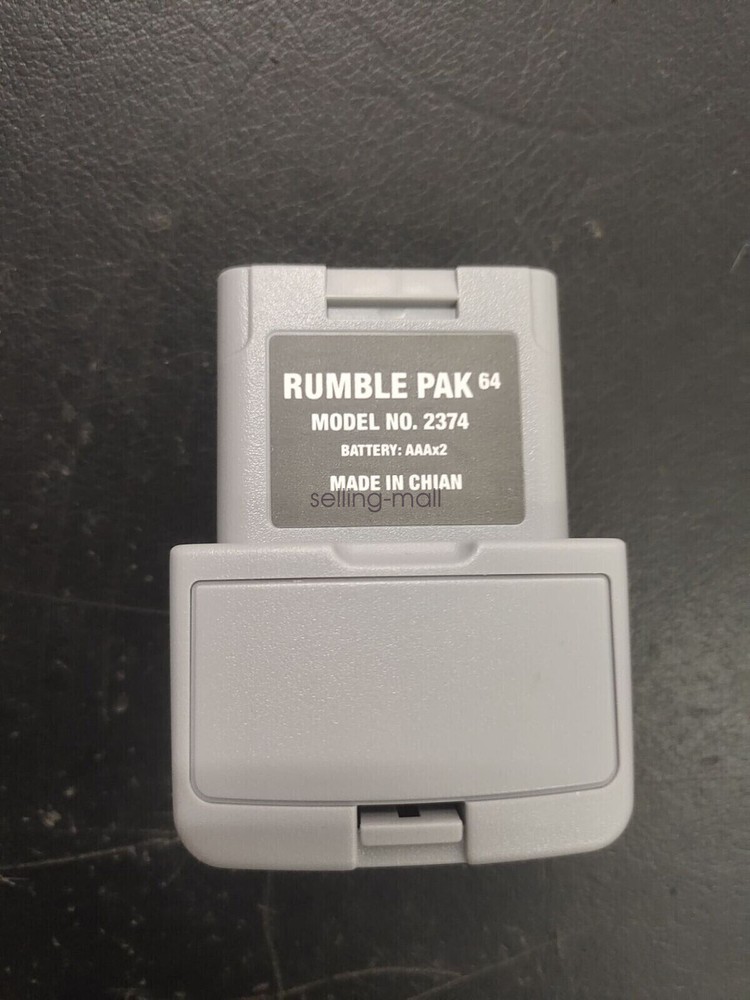 RUMBLE PAK 64
MODEL NO. 2374
BATTERY: AAAx2
MADE IN CHIAN
selling-mall